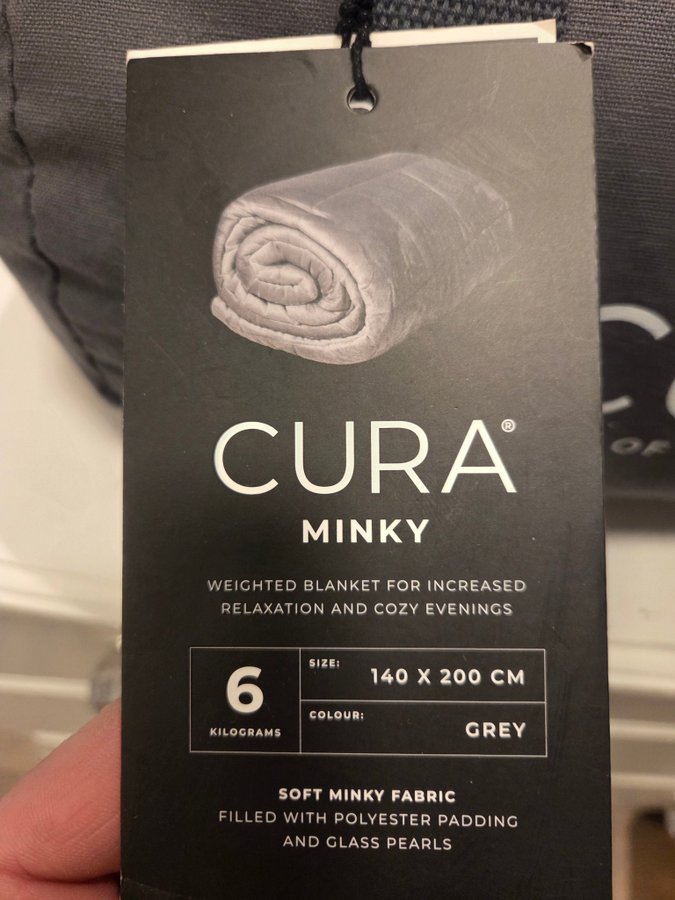 CURA®
MINKY
WEIGHTED BLANKET FOR INCREASED
RELAXATION AND COZY EVENINGS
6
KILOGRAMS
SIZE:
140 X 200 CM
COLOUR:
GREY
SOFT MINKY FABRIC
FILLED WITH POLYESTER PADDING
AND GLASS PEARLS
OF